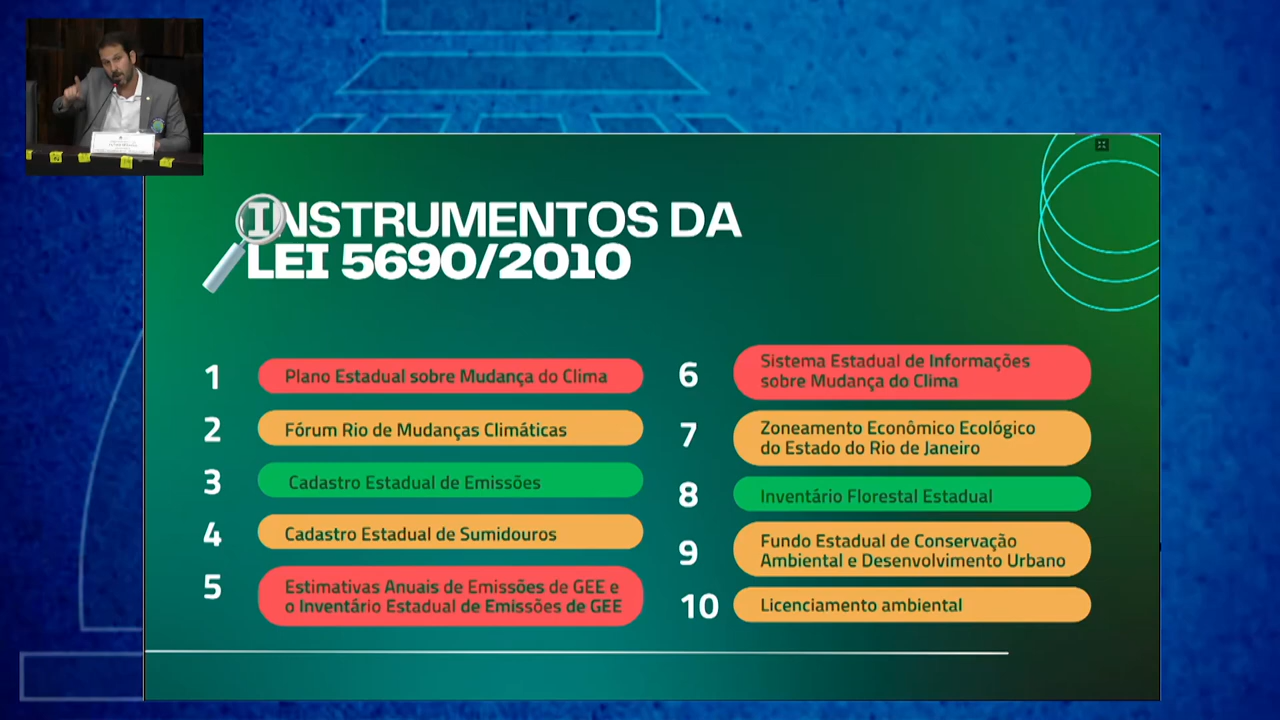 INSTRUMENTOS DA
LEI 5690/2010
1
Plano Estadual sobre Mudança do Clima
2
Fórum Rio de Mudanças Climáticas
3
Cadastro Estadual de Emissões
4
Cadastro Estadual de Sumidouros
5
Estimativas Anuais de Emissões de GEE e
o Inventário Estadual de Emissões de GEE
6
Sistema Estadual de Informações
sobre Mudança do Clima
7
Zoneamento Econômico Ecológico
do Estado do Rio de Janeiro
8
Inventário Florestal Estadual
9
Fundo Estadual de Conservação
Ambiental e Desenvolvimento Urbano
10
Licenciamento ambiental